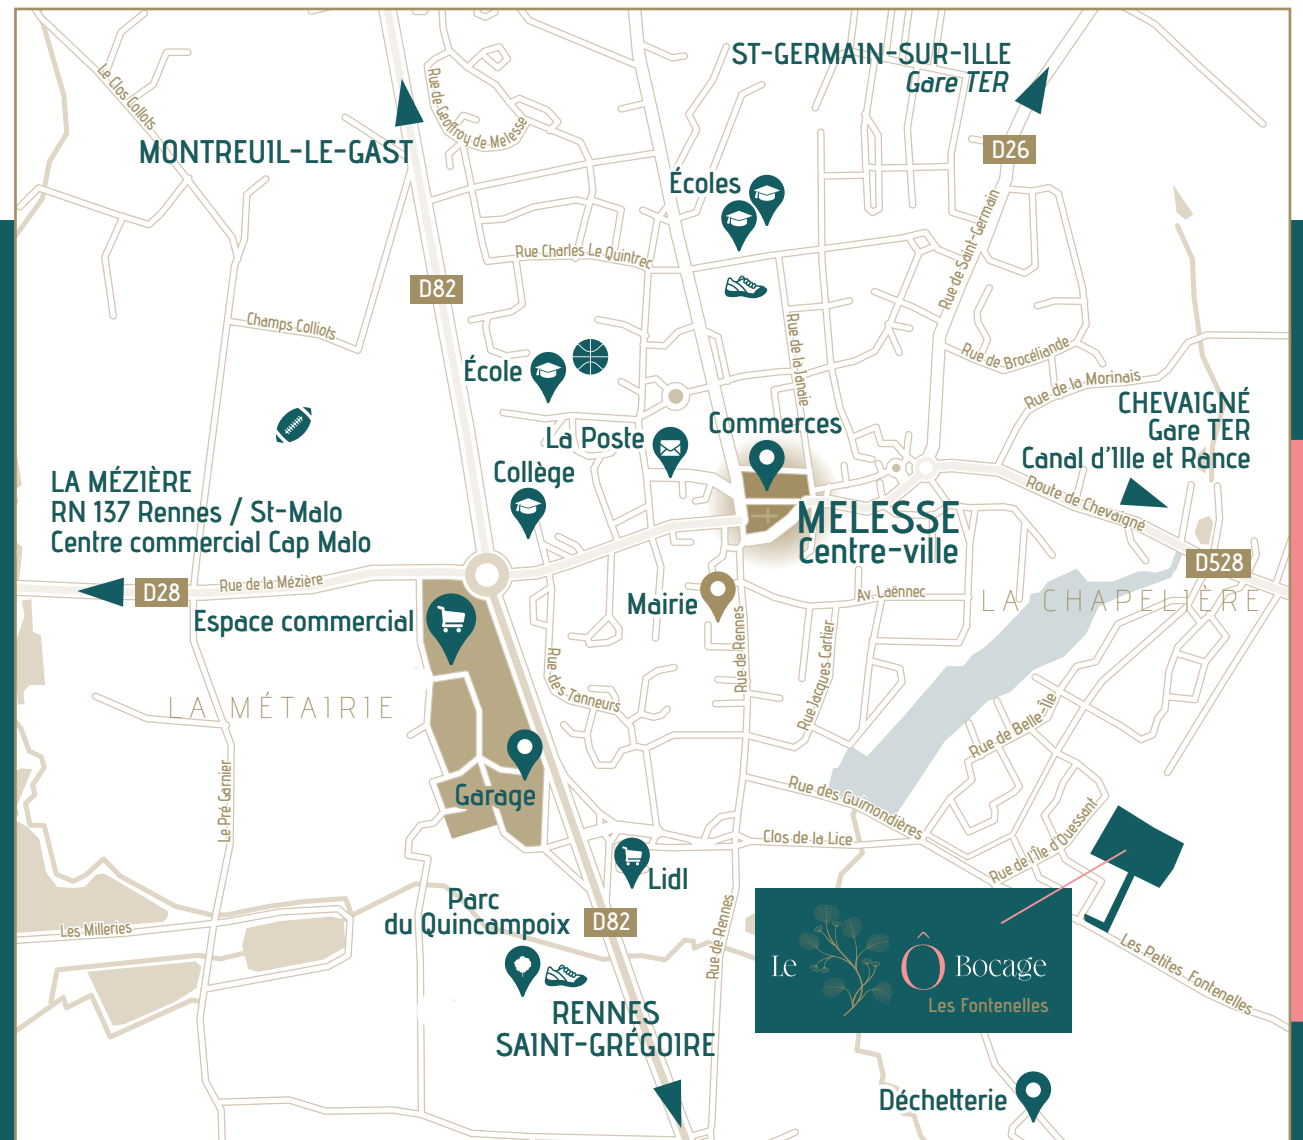 ST-GERMAIN-SUR-ILLE
Gare TER
D26
Le Clos Collots
Rue de Geoffroy de Melesse
MONTREUIL-LE-GAST
Écoles
Rue de Saint-Germain
Rue Charles Le Quintrec
D82
Champs Colliots
Rue de la Janaie
Rue de Brocéliande
École
Rue de la Morinais
CHEVAIGNÉ
Gare TER
Canal d'Ille et Rance
Commerces
La Poste
Collège
LA MÉZIÈRE
RN 137 Rennes / St-Malo
Centre commercial Cap Malo
Route de Chevaigné
MELESSE
Centre-ville
D528
D28
Rue de la Mézière
Av. Laënnec
LA CHAPELIÈRE
Espace commercial
Mairie
Rue de Rennes
Rue Jacques Cartier
Rue des Tanneurs
LA MÉTAIRIE
Rue de Belle-Île
Le Pré Garnier
Garage
Rue des Guimondières
Clos de la Lice
Rue de l'Île d'Ouessant
Lidl
Parc
du Quincampoix
D82
Rue de Rennes
Les Milleries
Le Ô Bocage
Les Fontenelles
Les Petites Fontenelles
RENNES
SAINT-GRÉGOIRE
Déchetterie